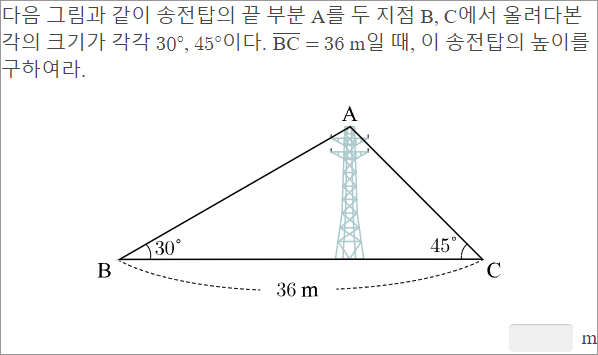 다음 그림과 같이 송전탑의 끝 부분 A를 두 지점 B, C에서 올려다본
각의 크기가 각각 30°, 45°이다. B̅C̅ = 36 m일 때, 이 송전탑의 높이를
구하여라.
A
30°
45°
B
C
36 m
m